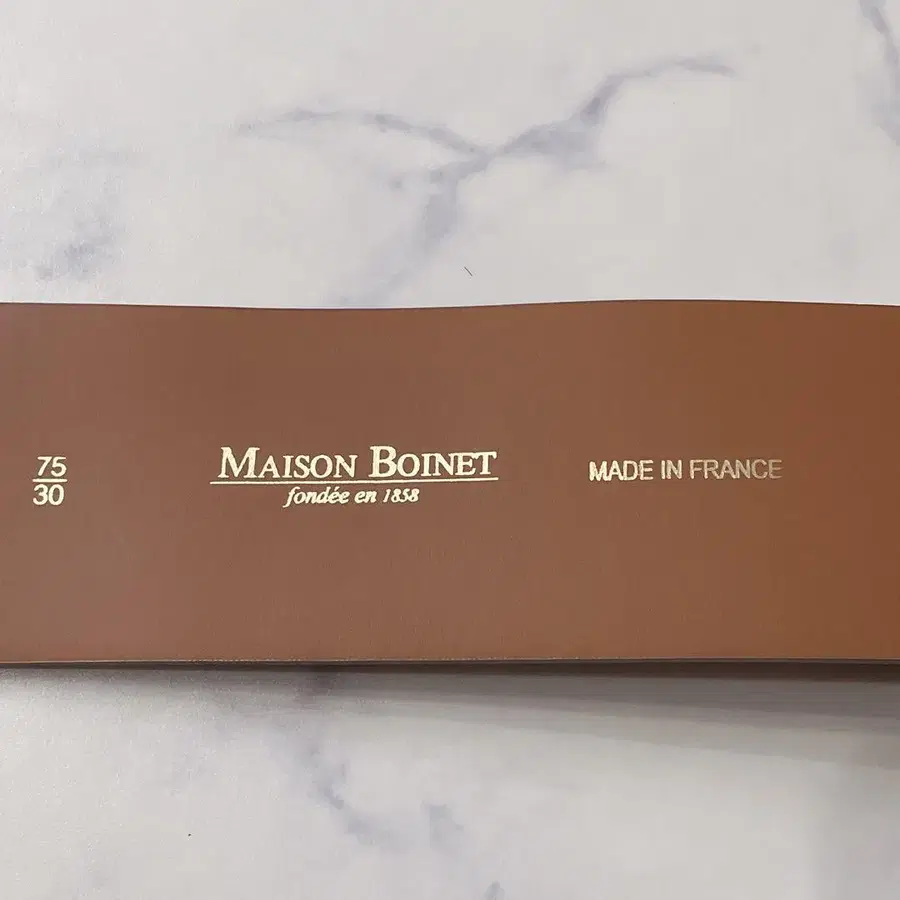 75
30
MAISON BOINET
fondée en 1858
MADE IN FRANCE